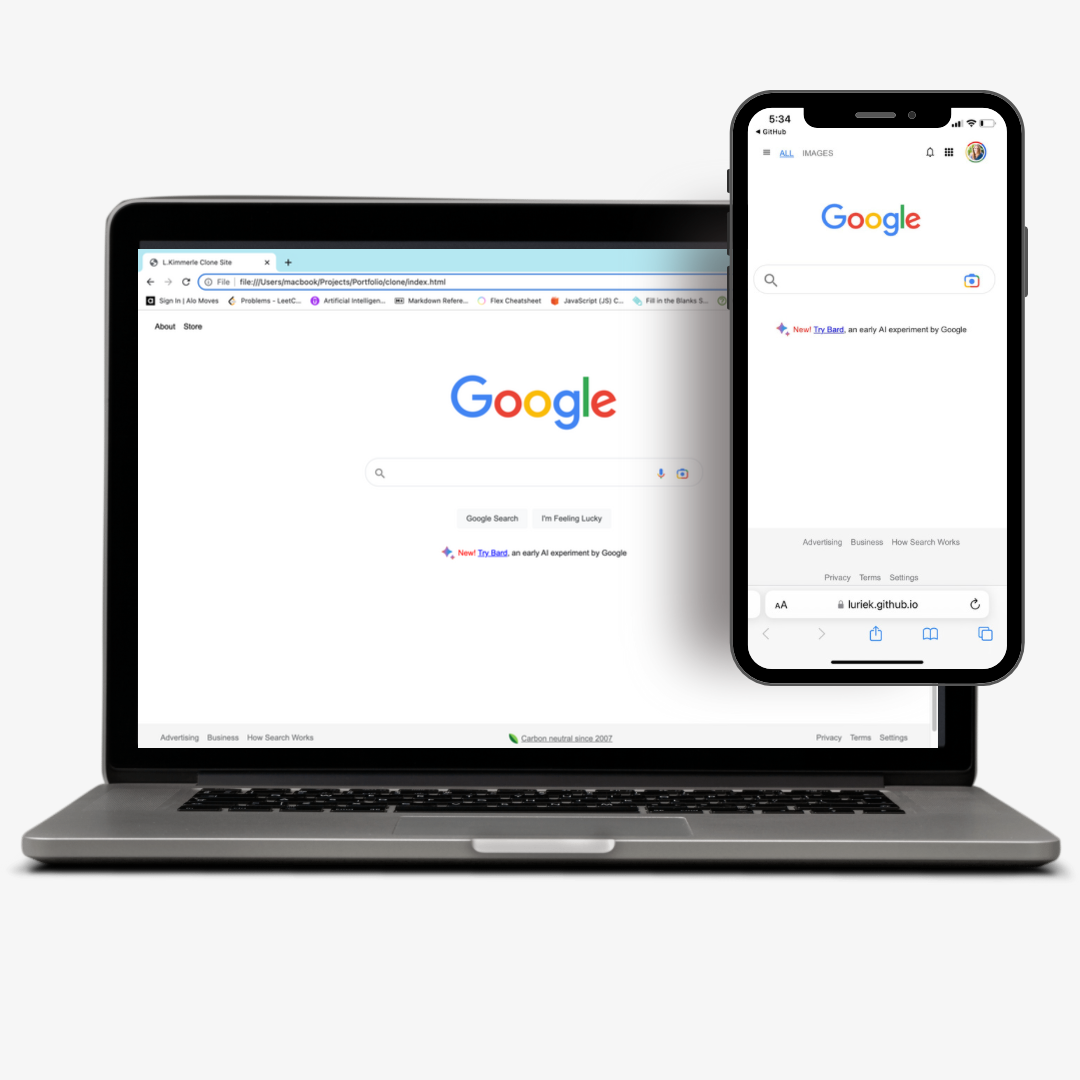 L.Kimmerle Clone Site
File file:///Users/macbook/Projects/Portfolio/clone/index.html
Sign In | Alo Moves Problems - LeetC... Artificial Intelligen... Markdown Refere... Flex Cheatsheet JavaScript (JS) C... Fill in the Blanks S...
About Store
Google
Google Search I'm Feeling Lucky
New! Try Bard, an early AI experiment by Google
Advertising Business How Search Works Carbon neutral since 2007 Privacy Terms Settings
5:34
GitHub
ALL IMAGES
Google
New! Try Bard, an early AI experiment by Google
Advertising Business How Search Works
Privacy Terms Settings
AA luriek.github.io